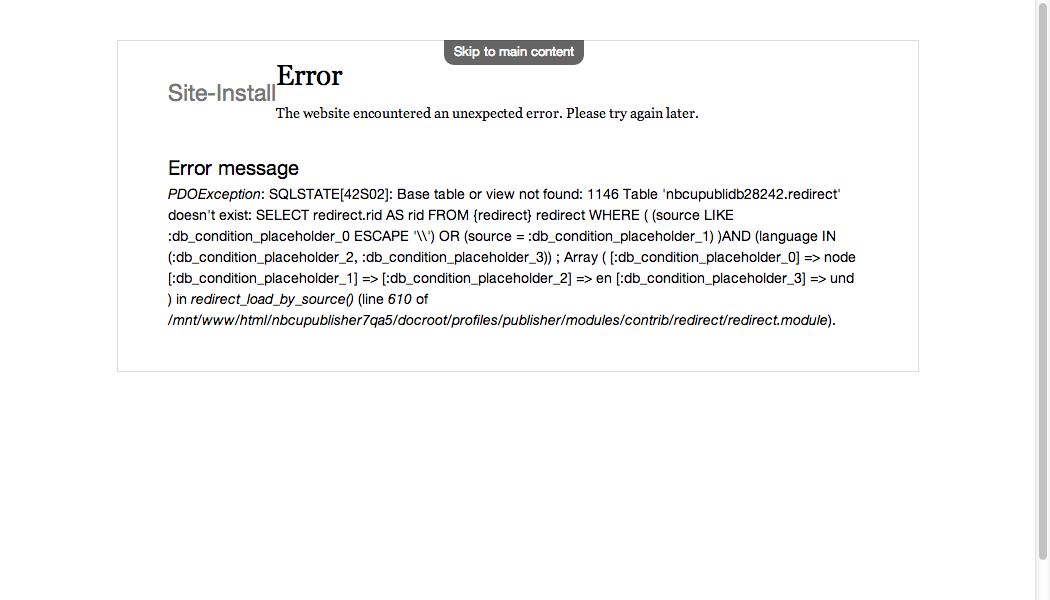 Skip to main content
Error
Site-Install
The website encountered an unexpected error. Please try again later.
Error message
PDOException: SQLSTATE[42S02]: Base table or view not found: 1146 Table 'nbcupublidb28242.redirect'
doesn't exist: SELECT redirect.rid AS rid FROM {redirect} redirect WHERE ( (source LIKE
:db_condition_placeholder_0 ESCAPE '\\') OR (source = :db_condition_placeholder_1) )AND (language IN
(:db_condition_placeholder_2, :db_condition_placeholder_3)) ; Array ( [:db_condition_placeholder_0] => node
[:db_condition_placeholder_1] => [:db_condition_placeholder_2] => en [:db_condition_placeholder_3] => und
) in redirect_load_by_source() (line 610 of
/mnt/www/html/nbcupublisher7qa5/docroot/profiles/publisher/modules/contrib/redirect/redirect.module).